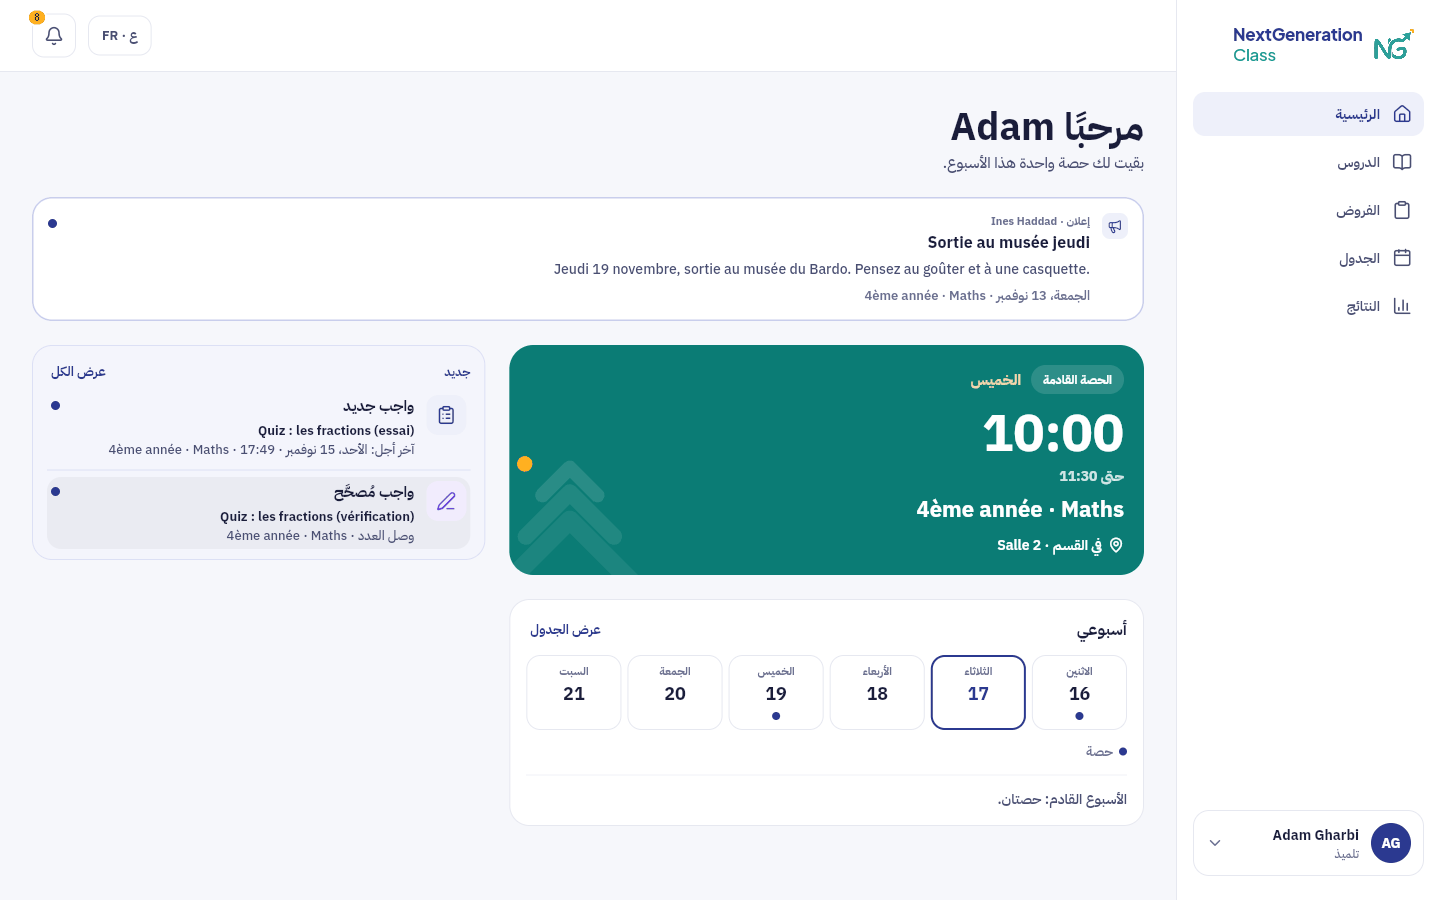 NextGeneration
Class
الرئيسية
الدروس
الفروض
الجدول
النتائج
Adam Gharbi
تلميذ
AG
8
FR · ع
مرحبًا Adam
بقيت لك حصة واحدة هذا الأسبوع.
إعلان · Ines Haddad
Sortie au musée jeudi
Jeudi 19 novembre, sortie au musée du Bardo. Pensez au goûter et à une casquette.
الجمعة، 13 نوفمبر · 4ème année · Maths
الحصة القادمة
الخميس
10:00
حتى 11:30
4ème année · Maths
في القسم · Salle 2
جديد
عرض الكل
واجب جديد
Quiz : les fractions (essai)
آخر أجل: الأحد، 15 نوفمبر · 17:49 · 4ème année · Maths
واجب مُصحَّح
Quiz : les fractions (vérification)
وصل العدد · 4ème année · Maths
أسبوعي
عرض الجدول
الاثنين
16
الثلاثاء
17
الأربعاء
18
الخميس
19
الجمعة
20
السبت
21
حصة
الأسبوع القادم: حصتان.